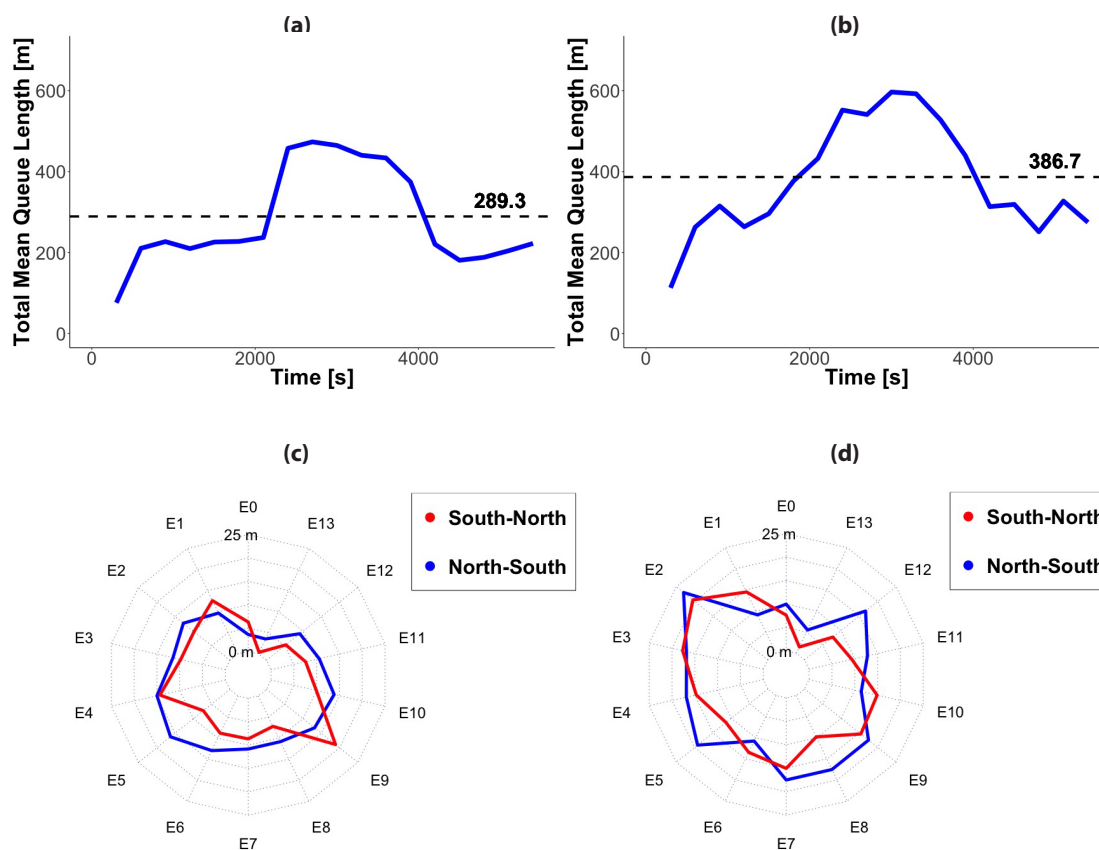 (a)
(b)
Total Mean Queue Length [m]
600
400
200
0
289.3
0
2000
4000
Time [s]
Total Mean Queue Length [m]
600
400
200
0
386.7
0
2000
4000
Time [s]
(c)
(d)
E0
E1
E2
E3
E4
E5
E6
E7
E8
E9
E10
E11
E12
E13
25 m
0 m
South-North
North-South
E0
E1
E2
E3
E4
E5
E6
E7
E8
E9
E10
E11
E12
E13
25 m
0 m
South-North
North-South